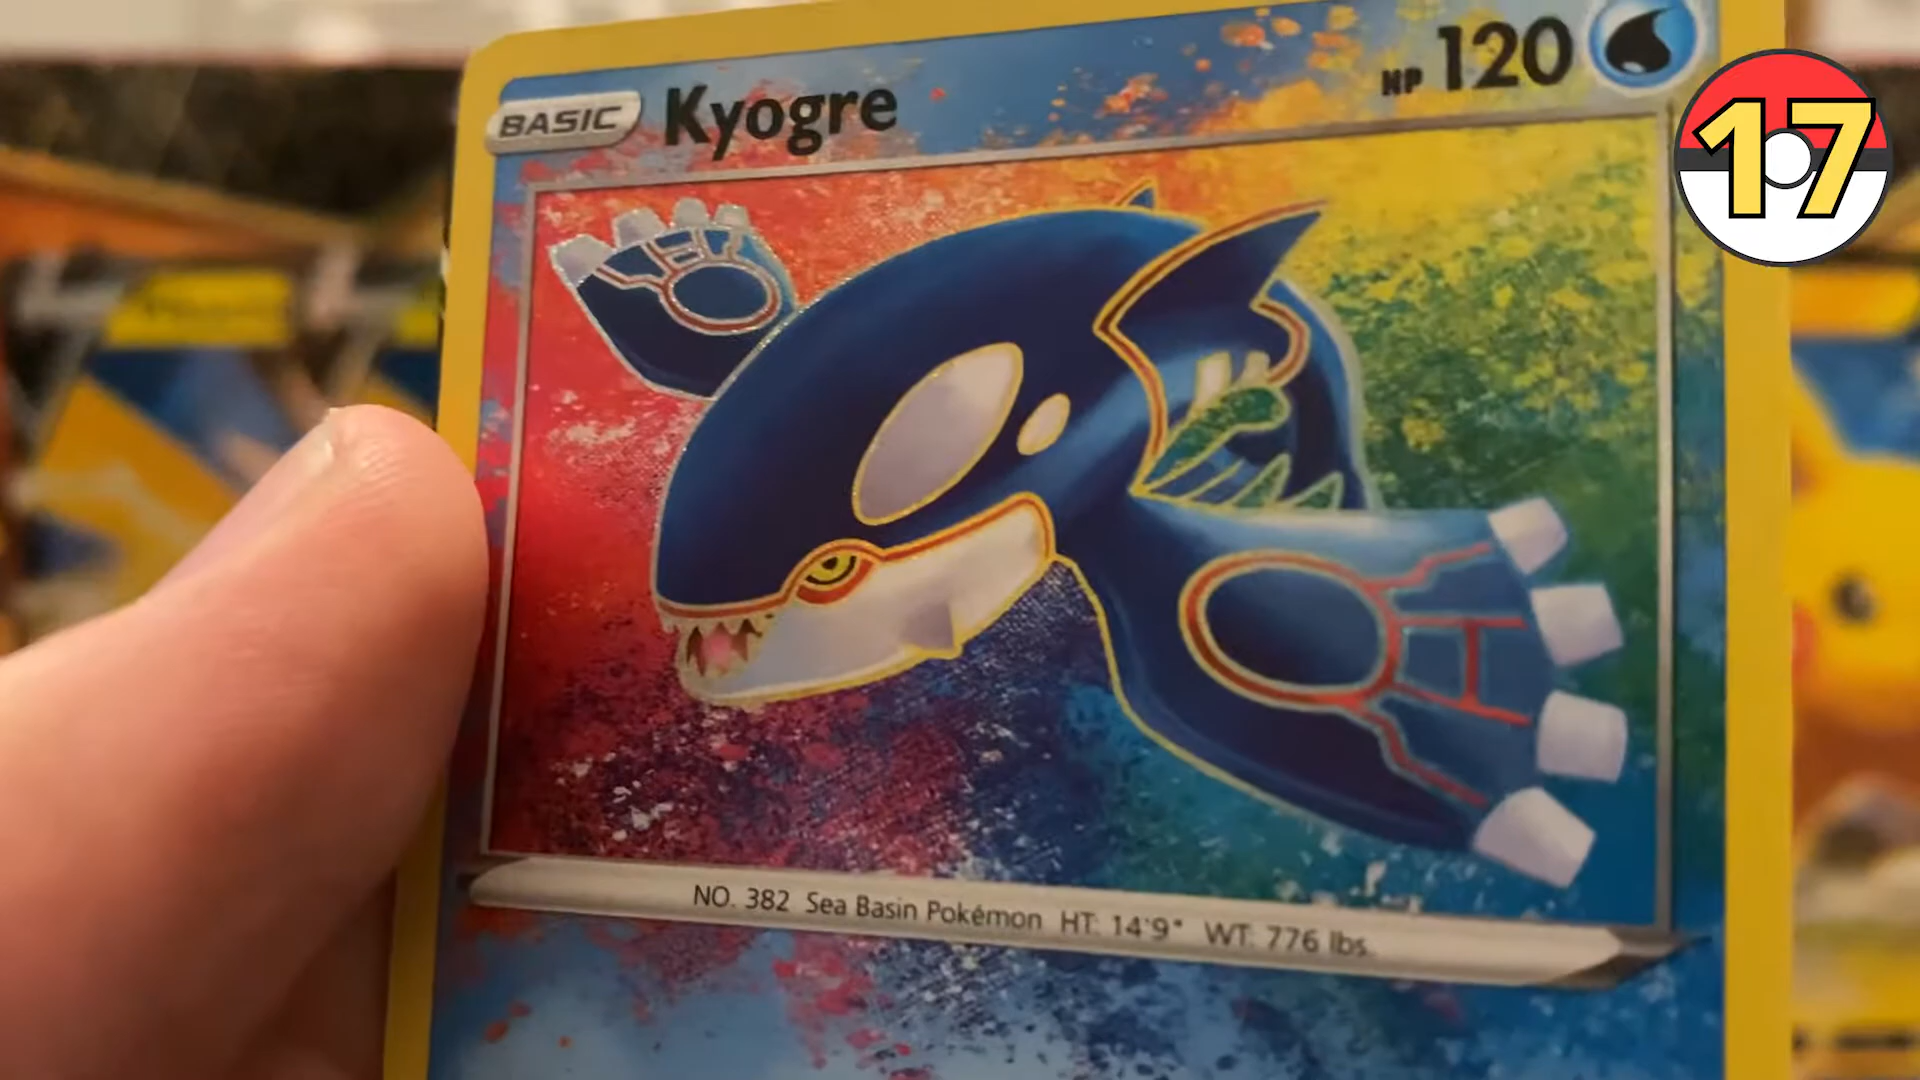 BASIC Kyogre HP 120
17
NO. 382 Sea Basin Pokémon HT: 14'9" WT: 776 lbs.